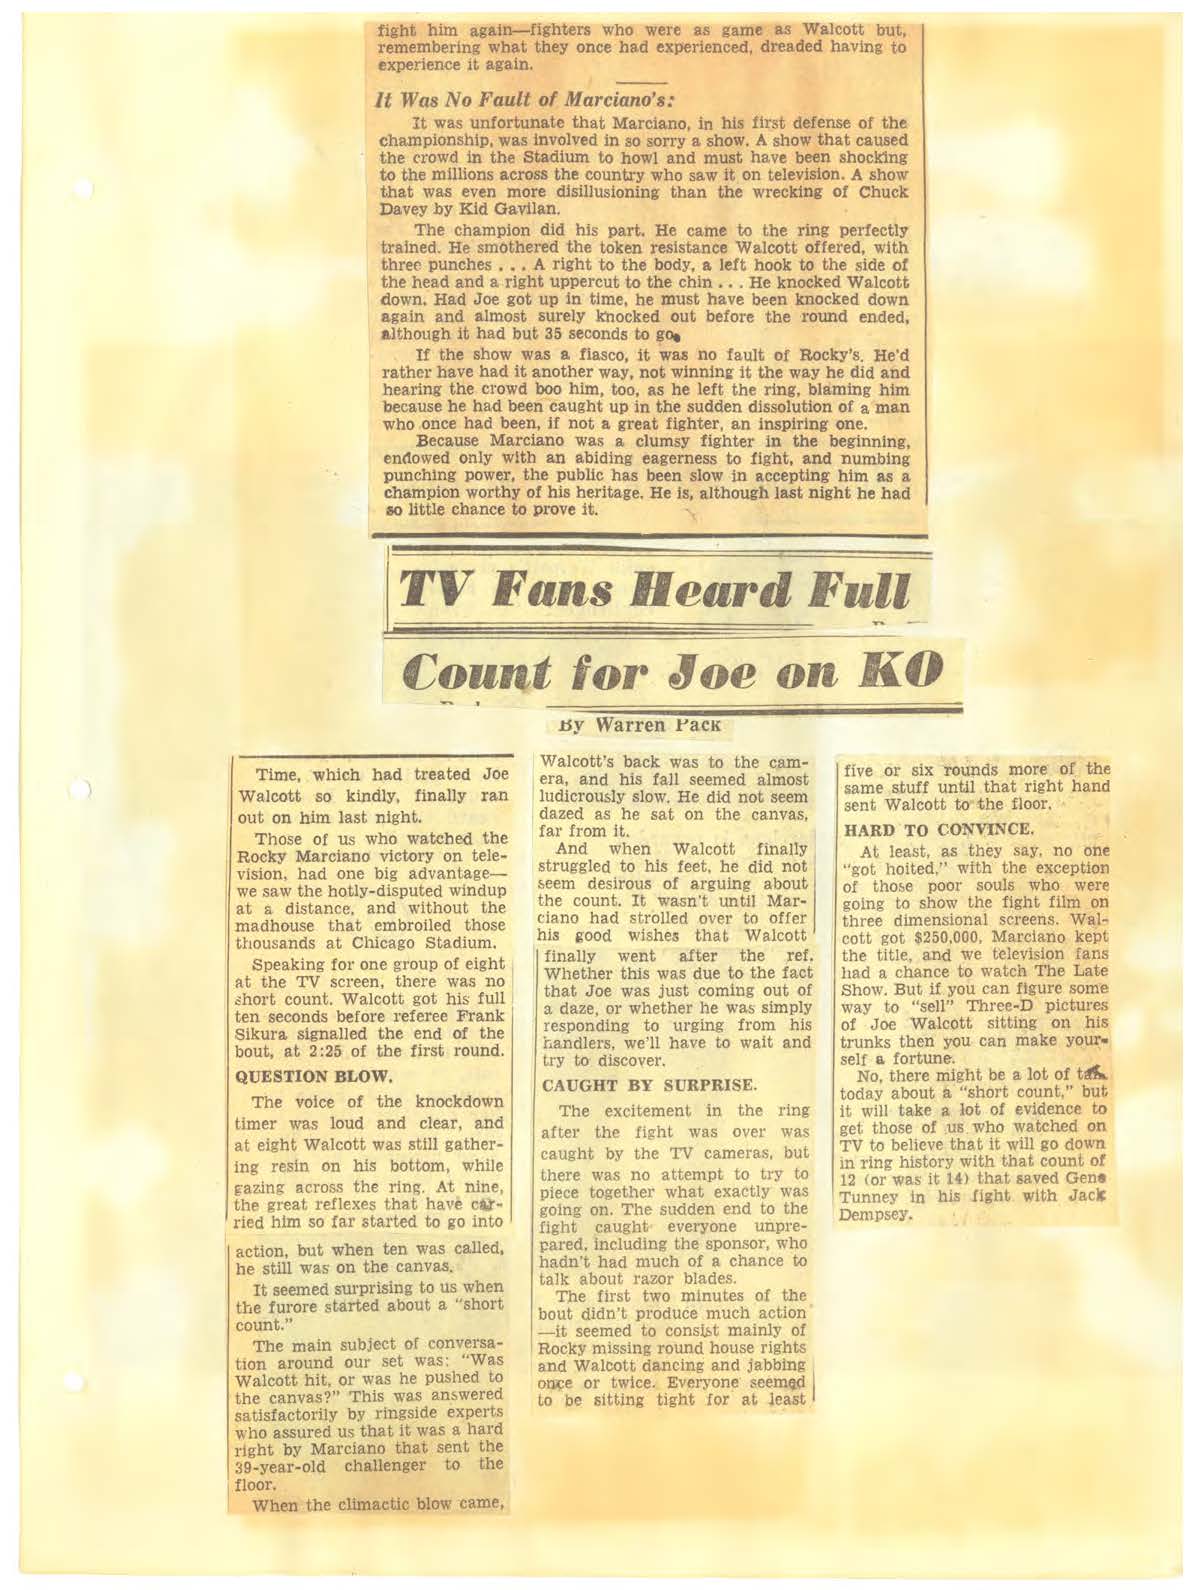 fight him again—fighters who were as game as Walcott but,
remembering what they once had experienced, dreaded having to
experience it again.
It Was No Fault of Marciano's:
It was unfortunate that Marciano, in his first defense of the
championship, was involved in so sorry a show. A show that caused
the crowd in the Stadium to howl and must have been shocking
to the millions across the country who saw it on television. A show
that was even more disillusioning than the wrecking of Chuck
Davey by Kid Gavilan.
The champion did his part. He came to the ring perfectly
trained. He smothered the token resistance Walcott offered, with
three punches . . . A right to the body, a left hook to the side of
the head and a right uppercut to the chin . . . He knocked Walcott
down. Had Joe got up in time, he must have been knocked down
again and almost surely knocked out before the round ended,
although it had but 35 seconds to go.
If the show was a fiasco, it was no fault of Rocky's. He'd
rather have had it another way, not winning it the way he did and
hearing the crowd boo him, too, as he left the ring, blaming him
because he had been caught up in the sudden dissolution of a man
who once had been, if not a great fighter, an inspiring one.
Because Marciano was a clumsy fighter in the beginning,
endowed only with an abiding eagerness to fight, and numbing
punching power, the public has been slow in accepting him as a
champion worthy of his heritage. He is, although last night he had
so little chance to prove it.
TV Fans Heard Full
Count for Joe on KO
By Warren Pack
Time, which had treated Joe
Walcott so kindly, finally ran
out on him last night.
Those of us who watched the
Rocky Marciano victory on tele-
vision, had one big advantage—
we saw the hotly-disputed windup
at a distance, and without the
madhouse that embroiled those
thousands at Chicago Stadium.
Speaking for one group of eight
at the TV screen, there was no
short count. Walcott got his full
ten seconds before referee Frank
Sikura signalled the end of the
bout, at 2:25 of the first round.
QUESTION BLOW.
The voice of the knockdown
timer was loud and clear, and
at eight Walcott was still gather-
ing resin on his bottom, while
gazing across the ring. At nine,
the great reflexes that have car-
ried him so far started to go into
action, but when ten was called,
he still was on the canvas.
It seemed surprising to us when
the furore started about a "short
count."
The main subject of conversa-
tion around our set was: "Was
Walcott hit, or was he pushed to
the canvas?" This was answered
satisfactorily by ringside experts
who assured us that it was a hard
right by Marciano that sent the
39-year-old challenger to the
floor.
When the climactic blow came,
Walcott's back was to the cam-
era, and his fall seemed almost
ludicrously slow. He did not seem
dazed as he sat on the canvas,
far from it.
And when Walcott finally
struggled to his feet, he did not
seem desirous of arguing about
the count. It wasn't until Mar-
ciano had strolled over to offer
his good wishes that Walcott
finally went after the ref.
Whether this was due to the fact
that Joe was just coming out of
a daze, or whether he was simply
responding to urging from his
handlers, we'll have to wait and
try to discover.
CAUGHT BY SURPRISE.
The excitement in the ring
after the fight was over was
caught by the TV cameras, but
there was no attempt to try to
piece together what exactly was
going on. The sudden end to the
fight caught everyone unpre-
pared, including the sponsor, who
hadn't had much of a chance to
talk about razor blades.
The first two minutes of the
bout didn't produce much action
—it seemed to consist mainly of
Rocky missing round house rights
and Walcott dancing and jabbing
once or twice. Everyone seemed
to be sitting tight for at least
five or six rounds more of the
same stuff until that right hand
sent Walcott to the floor.
HARD TO CONVINCE.
At least, as they say, no one
"got hoited," with the exception
of those poor souls who were
going to show the fight film on
three dimensional screens. Wal-
cott got $250,000, Marciano kept
the title, and we television fans
had a chance to watch The Late
Show. But if you can figure some
way to "sell" Three-D pictures
of Joe Walcott sitting on his
trunks then you can make your-
self a fortune.
No, there might be a lot of talk
today about a "short count," but
it will take a lot of evidence to
get those of us who watched on
TV to believe that it will go down
in ring history with that count of
12 (or was it 14) that saved Gene
Tunney in his fight with Jack
Dempsey.